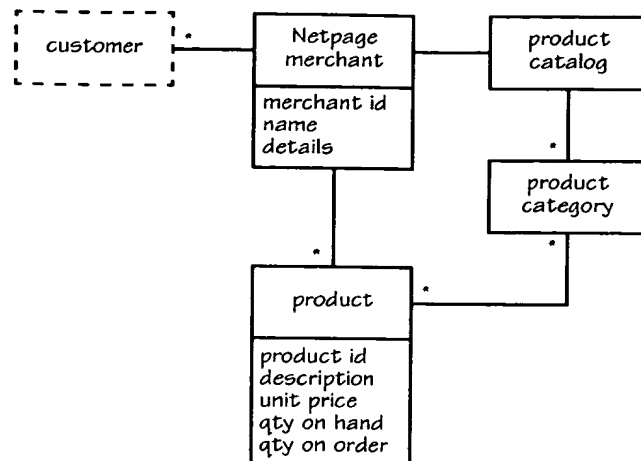 customer
*
Netpage
merchant
merchant id
name
details
product
catalog
*
product
category
*
*
product
*
product id
description
unit price
qty on hand
qty on order